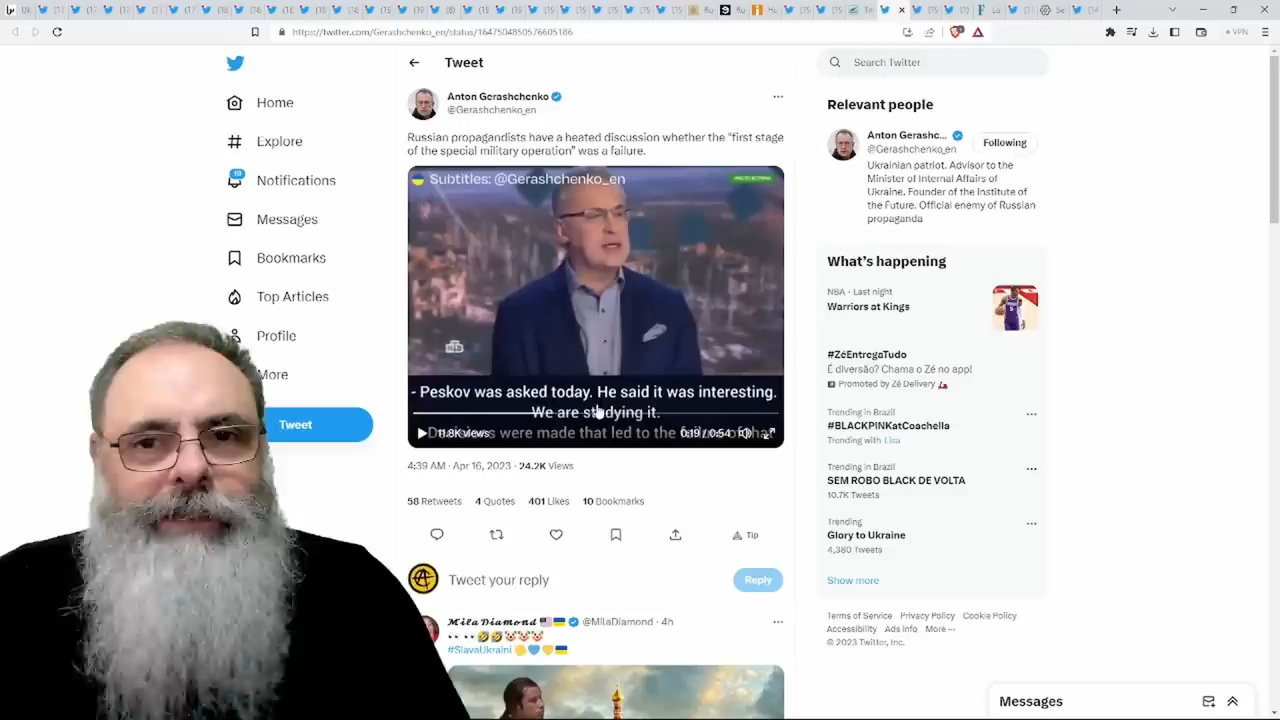 https://twitter.com/Gerashchenko_en/status/1647504850576605186
VPN
Home
Explore
19
Notifications
Messages
Bookmarks
Top Articles
Profile
More
Tweet
Tweet
Anton Gerashchenko
@Gerashchenko_en
Russian propagandists have a heated discussion whether the "first stage
of the special military operation" was a failure.
Subtitles: @Gerashchenko_en
- Peskov was asked today. He said it was interesting.
We are studying it.
11.8K views
0:19 / 0:54
4:39 AM · Apr 16, 2023 · 24.2K Views
58 Retweets 4 Quotes 401 Likes 10 Bookmarks
Tip
Tweet your reply
Reply
Mila Diamond @MilaDiamond · 4h
#SlavaUkraini
Search Twitter
Relevant people
Anton Gerashc...
@Gerashchenko_en
Following
Ukrainian patriot. Advisor to the
Minister of Internal Affairs of
Ukraine. Founder of the Institute of
the Future. Official enemy of Russian
propaganda
What's happening
NBA · Last night
Warriors at Kings
#ZéEntregaTudo
É diversão? Chama o Zé no app!
Promoted by Zé Delivery
Trending in Brazil
#BLACKPINKatCoachella
Trending with Lisa
Trending in Brazil
SEM ROBO BLACK DE VOLTA
10.7K Tweets
Trending
Glory to Ukraine
4,380 Tweets
Show more
Terms of Service Privacy Policy Cookie Policy
Accessibility Ads info More ...
© 2023 Twitter, Inc.
Messages